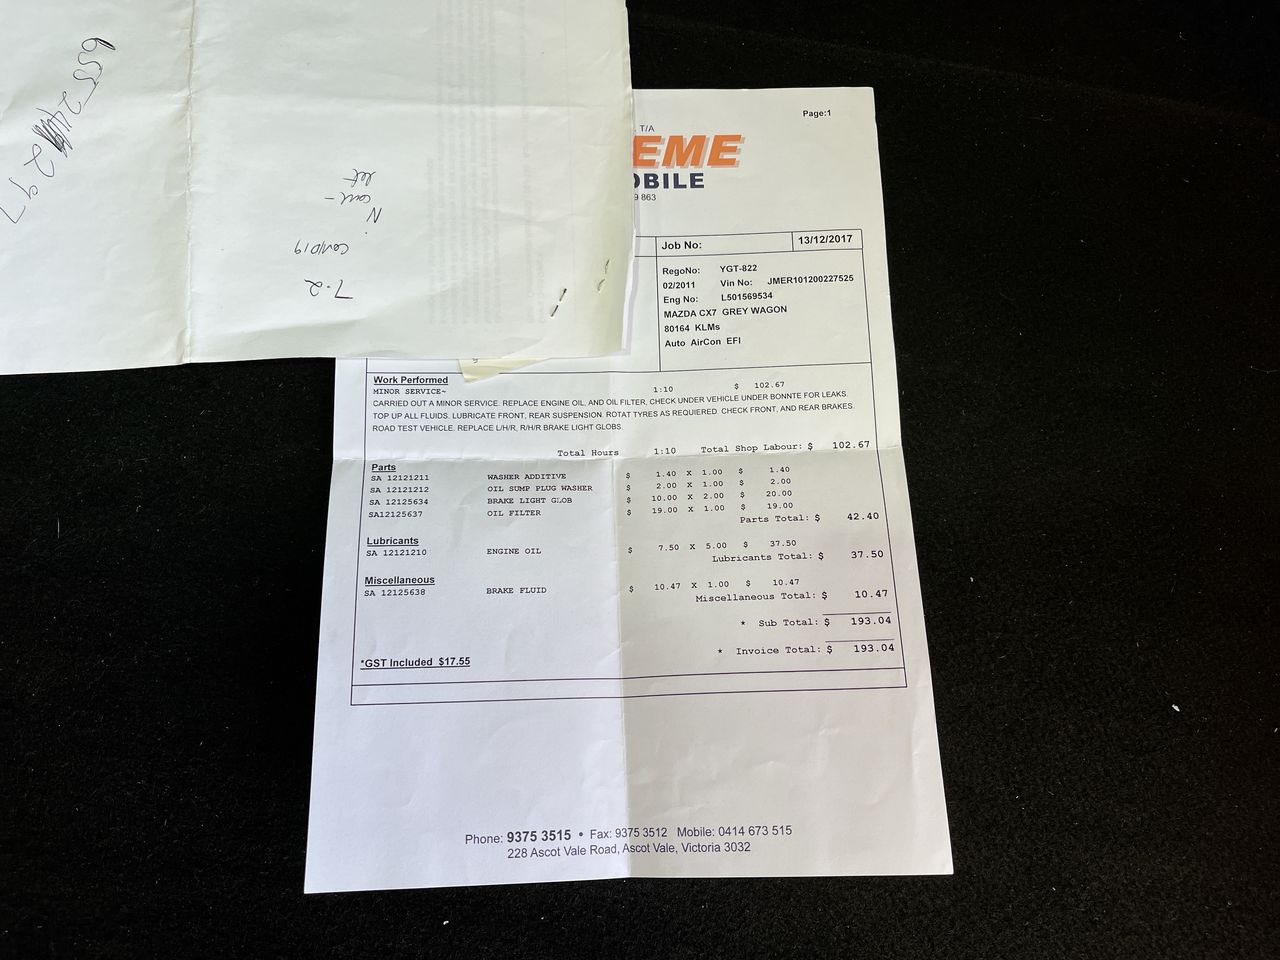 65524
297
7-2
COVID19
N
call -
let
Page:1
T/A
EME
OBILE
9 863
Job No: 13/12/2017
RegoNo: YGT-822
02/2011 Vin No: JMER101200227525
Eng No: L501569534
MAZDA CX7 GREY WAGON
80164 KLMs
Auto AirCon EFI
Work Performed
MINOR SERVICE~ 1:10 $ 102.67
CARRIED OUT A MINOR SERVICE. REPLACE ENGINE OIL, AND OIL FILTER, CHECK UNDER VEHICLE UNDER BONNTE FOR LEAKS.
TOP UP ALL FLUIDS. LUBRICATE FRONT, REAR SUSPENSION. ROTAT TYRES AS REQUIERED. CHECK FRONT, AND REAR BRAKES.
ROAD TEST VEHICLE. REPLACE L/H/R, R/H/R BRAKE LIGHT GLOBS.
Total Hours 1:10 Total Shop Labour: $ 102.67
Parts
SA 12121211 WASHER ADDITIVE $ 1.40 X 1.00 $ 1.40
SA 12121212 OIL SUMP PLUG WASHER $ 2.00 X 1.00 $ 2.00
SA 12125634 BRAKE LIGHT GLOB $ 10.00 X 2.00 $ 20.00
SA12125637 OIL FILTER $ 19.00 X 1.00 $ 19.00
Parts Total: $ 42.40
Lubricants
SA 12121210 ENGINE OIL $ 7.50 X 5.00 $ 37.50
Lubricants Total: $ 37.50
Miscellaneous
SA 12125638 BRAKE FLUID $ 10.47 X 1.00 $ 10.47
Miscellaneous Total: $ 10.47
* Sub Total: $ 193.04
* Invoice Total: $ 193.04
*GST Included $17.55
Phone: 9375 3515 • Fax: 9375 3512 Mobile: 0414 673 515
228 Ascot Vale Road, Ascot Vale, Victoria 3032